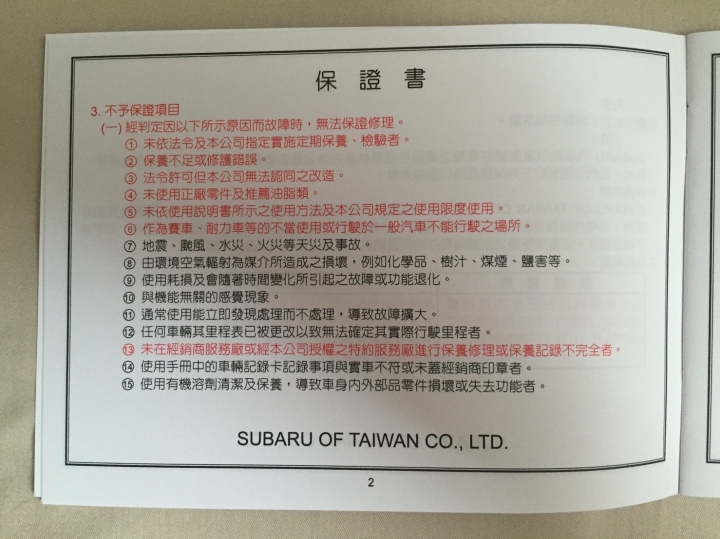 保證書
3. 不予保證項目
(一) 經判定因以下所示原因而故障時，無法保證修理。
① 未依法令及本公司指定實施定期保養、檢驗者。
② 保養不足或修護錯誤。
③ 法令許可但本公司無法認同之改造。
④ 未使用正廠零件及推薦油脂類。
⑤ 未依使用說明書所示之使用方法及本公司規定之使用限度使用。
⑥ 作為賽車、耐力車等的不當使用或行駛於一般汽車不能行駛之場所。
⑦ 地震、颱風、水災、火災等天災及事故。
⑧ 由環境空氣輻射為媒介所造成之損壞，例如化學品、樹汁、煤煙、鹽害等。
⑨ 使用耗損及會隨著時間變化所引起之故障或功能退化。
⑩ 與機能無關的感覺現象。
⑪ 通常使用能立即發現處理而不處理，導致故障擴大。
⑫ 任何車輛其里程表已被更改以致無法確定其實際行駛里程者。
⑬ 未在經銷商服務廠或經本公司授權之特約服務廠進行保養修理或保養記錄不完全者。
⑭ 使用手冊中的車輛記錄卡記錄事項與實車不符或未蓋經銷商印章者。
⑮ 使用有機溶劑清潔及保養，導致車身內外部品零件損壞或失去功能者。
SUBARU OF TAIWAN CO., LTD.
2